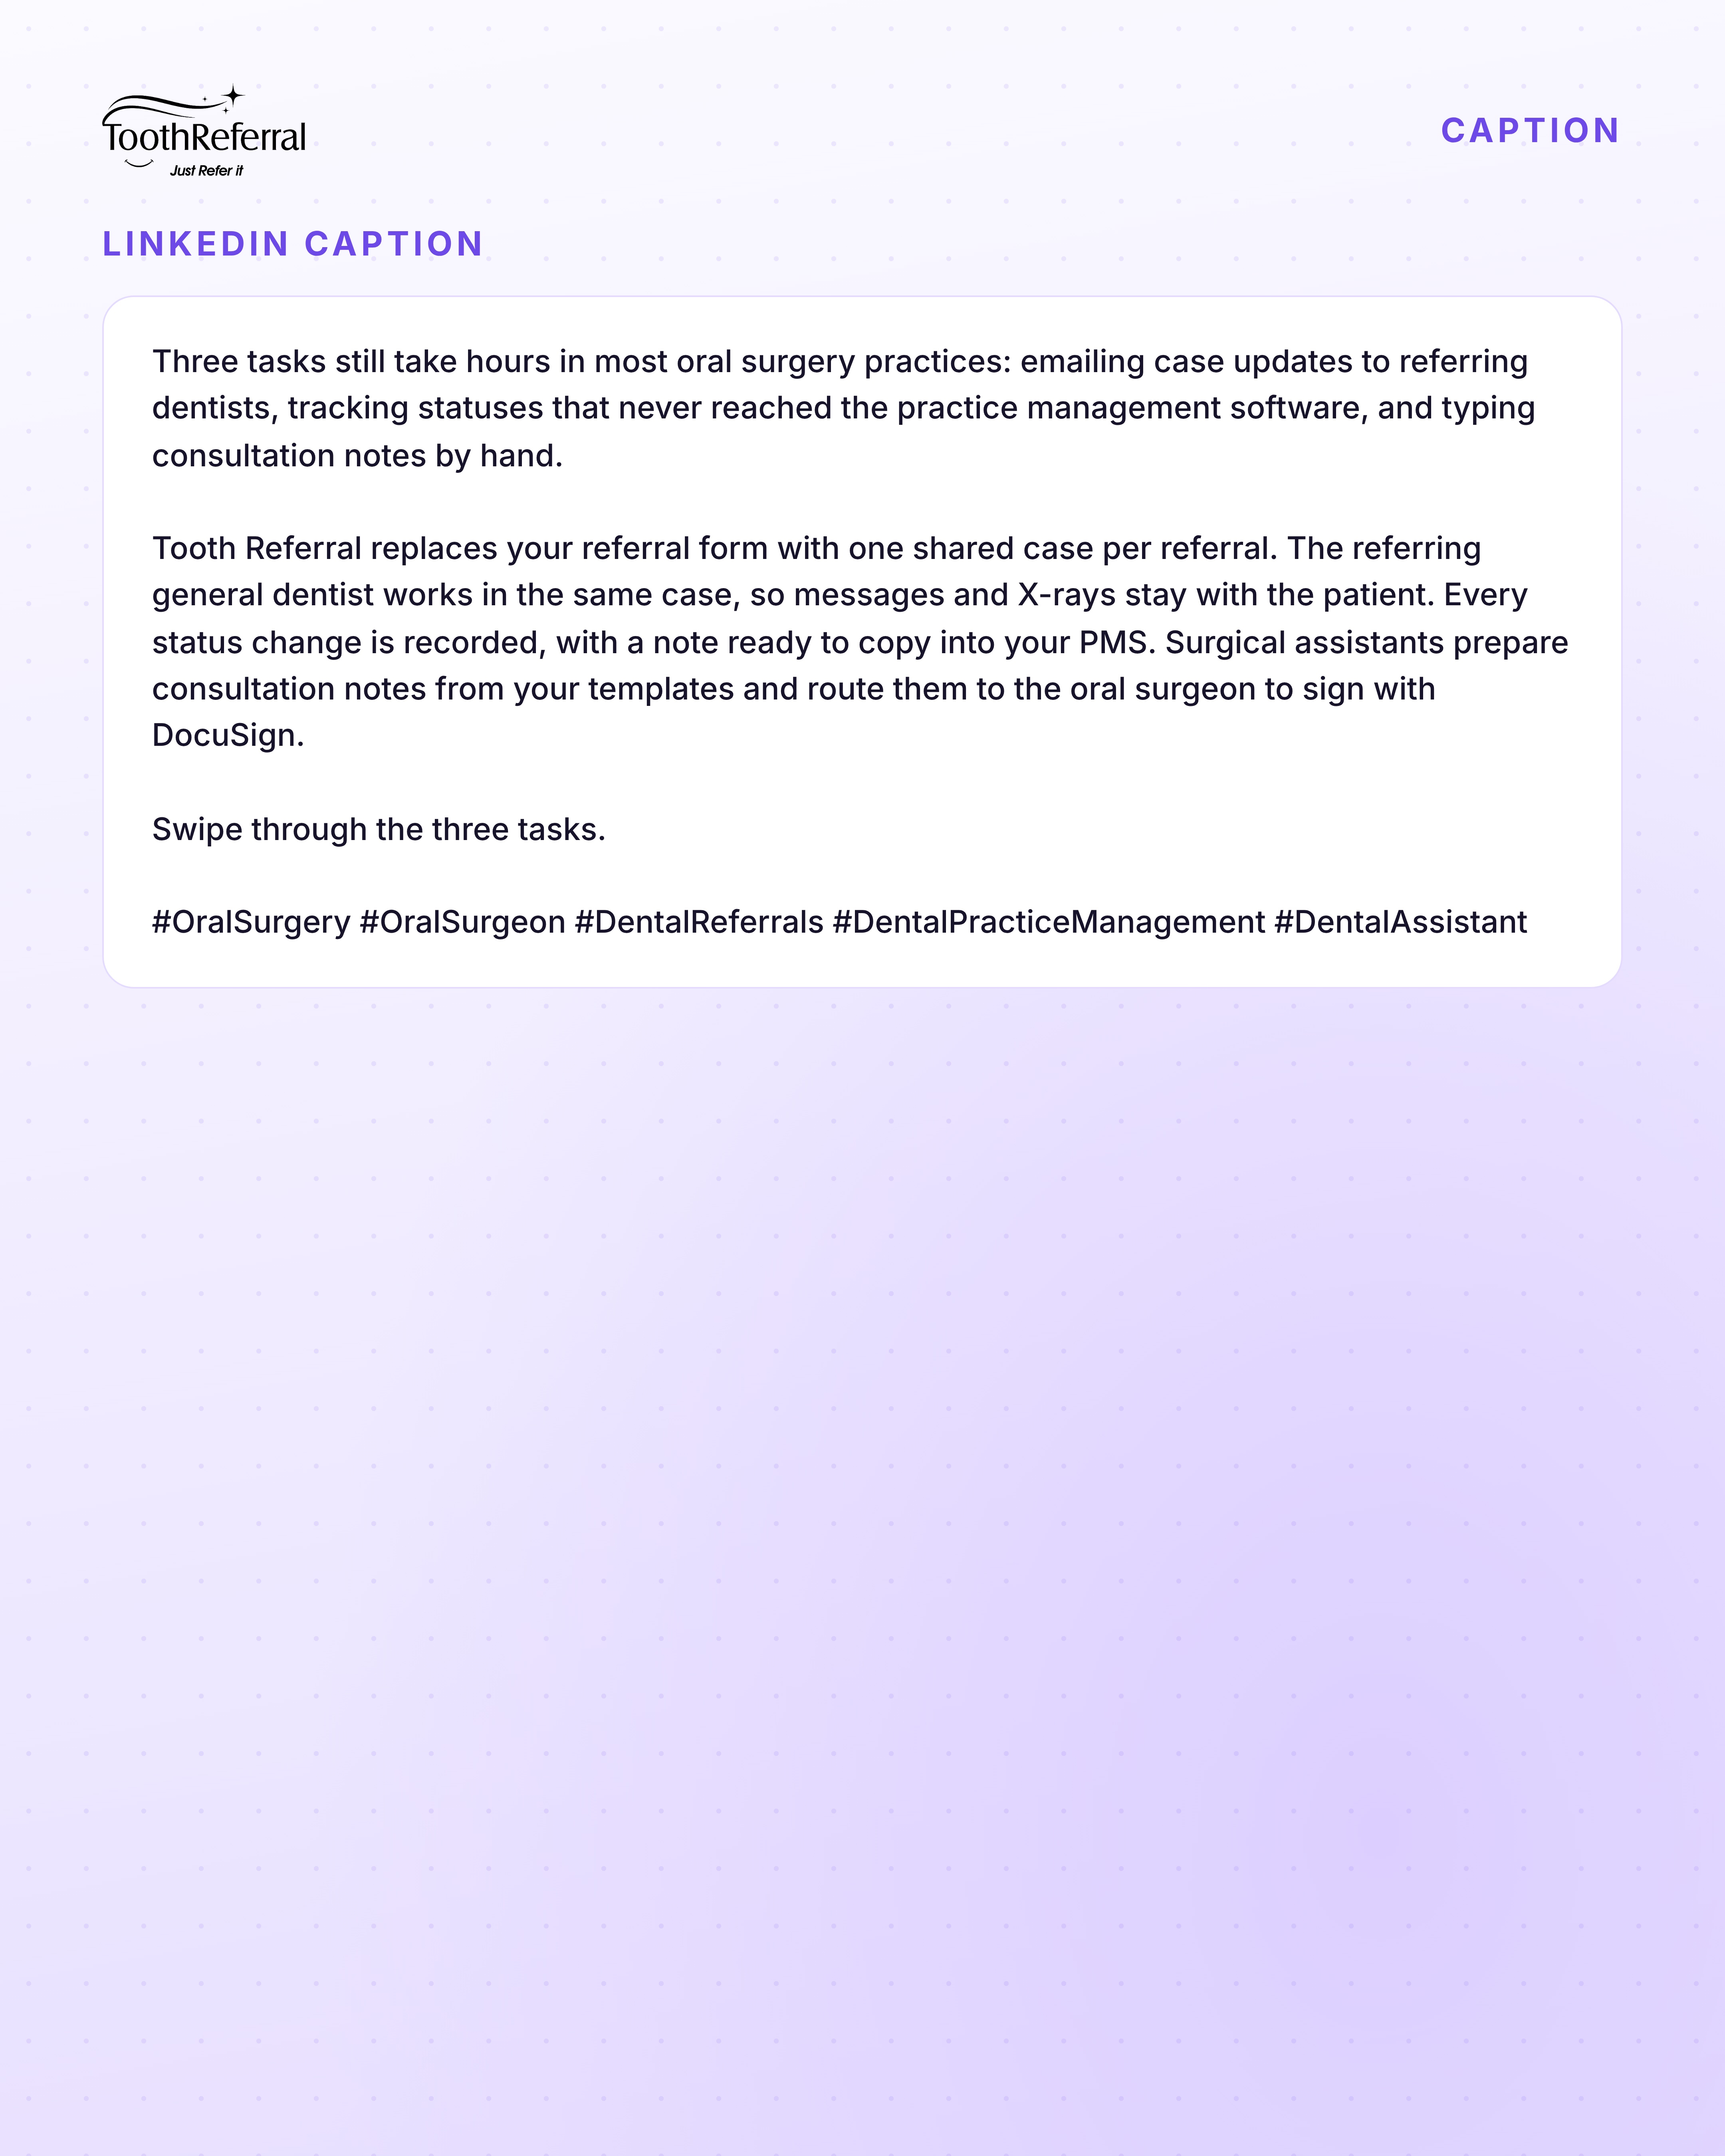 ToothReferral
Just Refer it
CAPTION
LINKEDIN CAPTION
Three tasks still take hours in most oral surgery practices: emailing case updates to referring
dentists, tracking statuses that never reached the practice management software, and typing
consultation notes by hand.
Tooth Referral replaces your referral form with one shared case per referral. The referring
general dentist works in the same case, so messages and X-rays stay with the patient. Every
status change is recorded, with a note ready to copy into your PMS. Surgical assistants prepare
consultation notes from your templates and route them to the oral surgeon to sign with
DocuSign.
Swipe through the three tasks.
#OralSurgery #OralSurgeon #DentalReferrals #DentalPracticeManagement #DentalAssistant